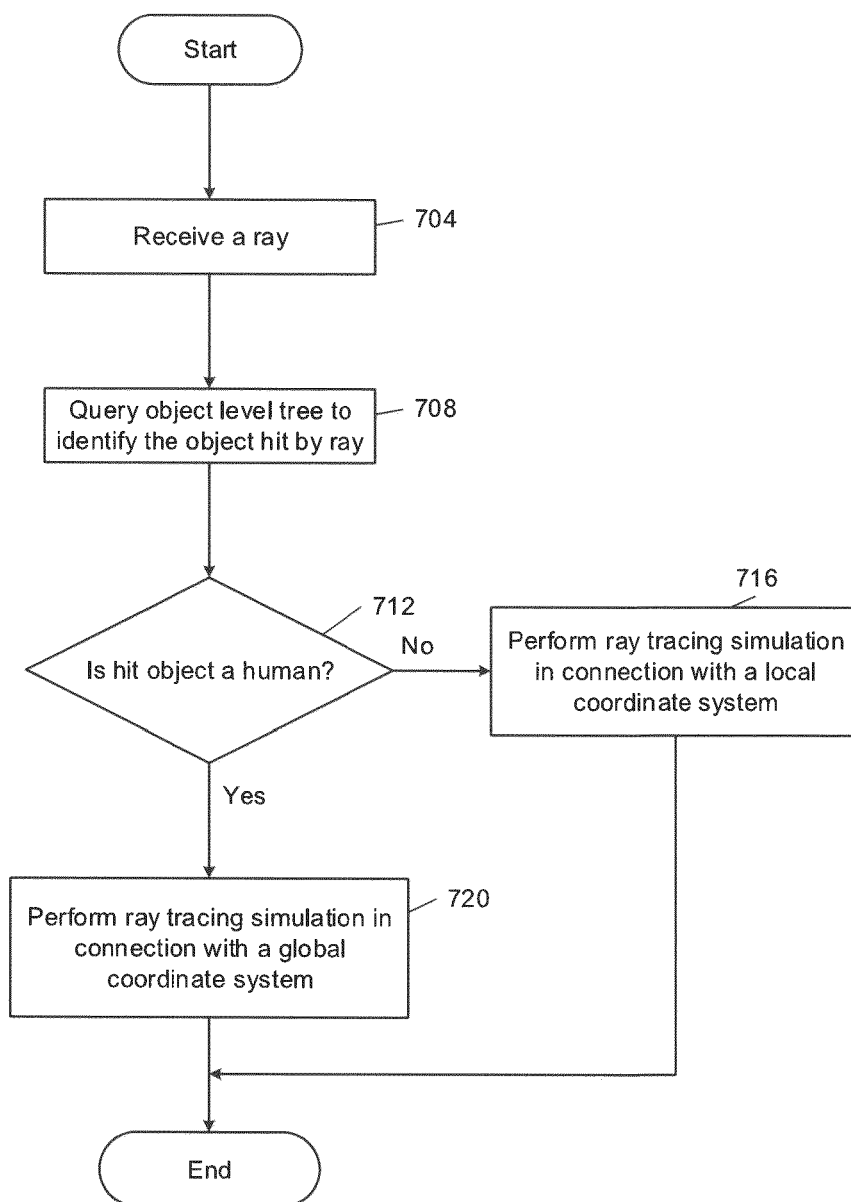 Start
Receive a ray
704
Query object level tree to
identify the object hit by ray
708
712
Is hit object a human?
No
716
Perform ray tracing simulation
in connection with a local
coordinate system
Yes
Perform ray tracing simulation in
connection with a global
coordinate system
720
End